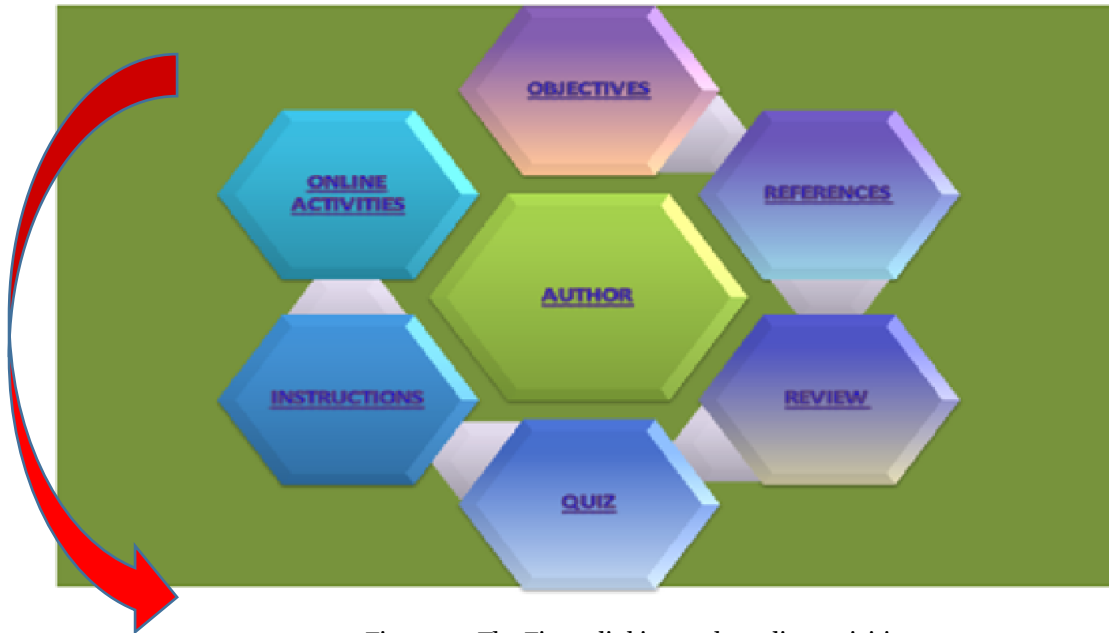 OBJECTIVES
ONLINE
ACTIVITIES
REFERENCES
AUTHOR
INSTRUCTIONS
REVIEW
QUIZ